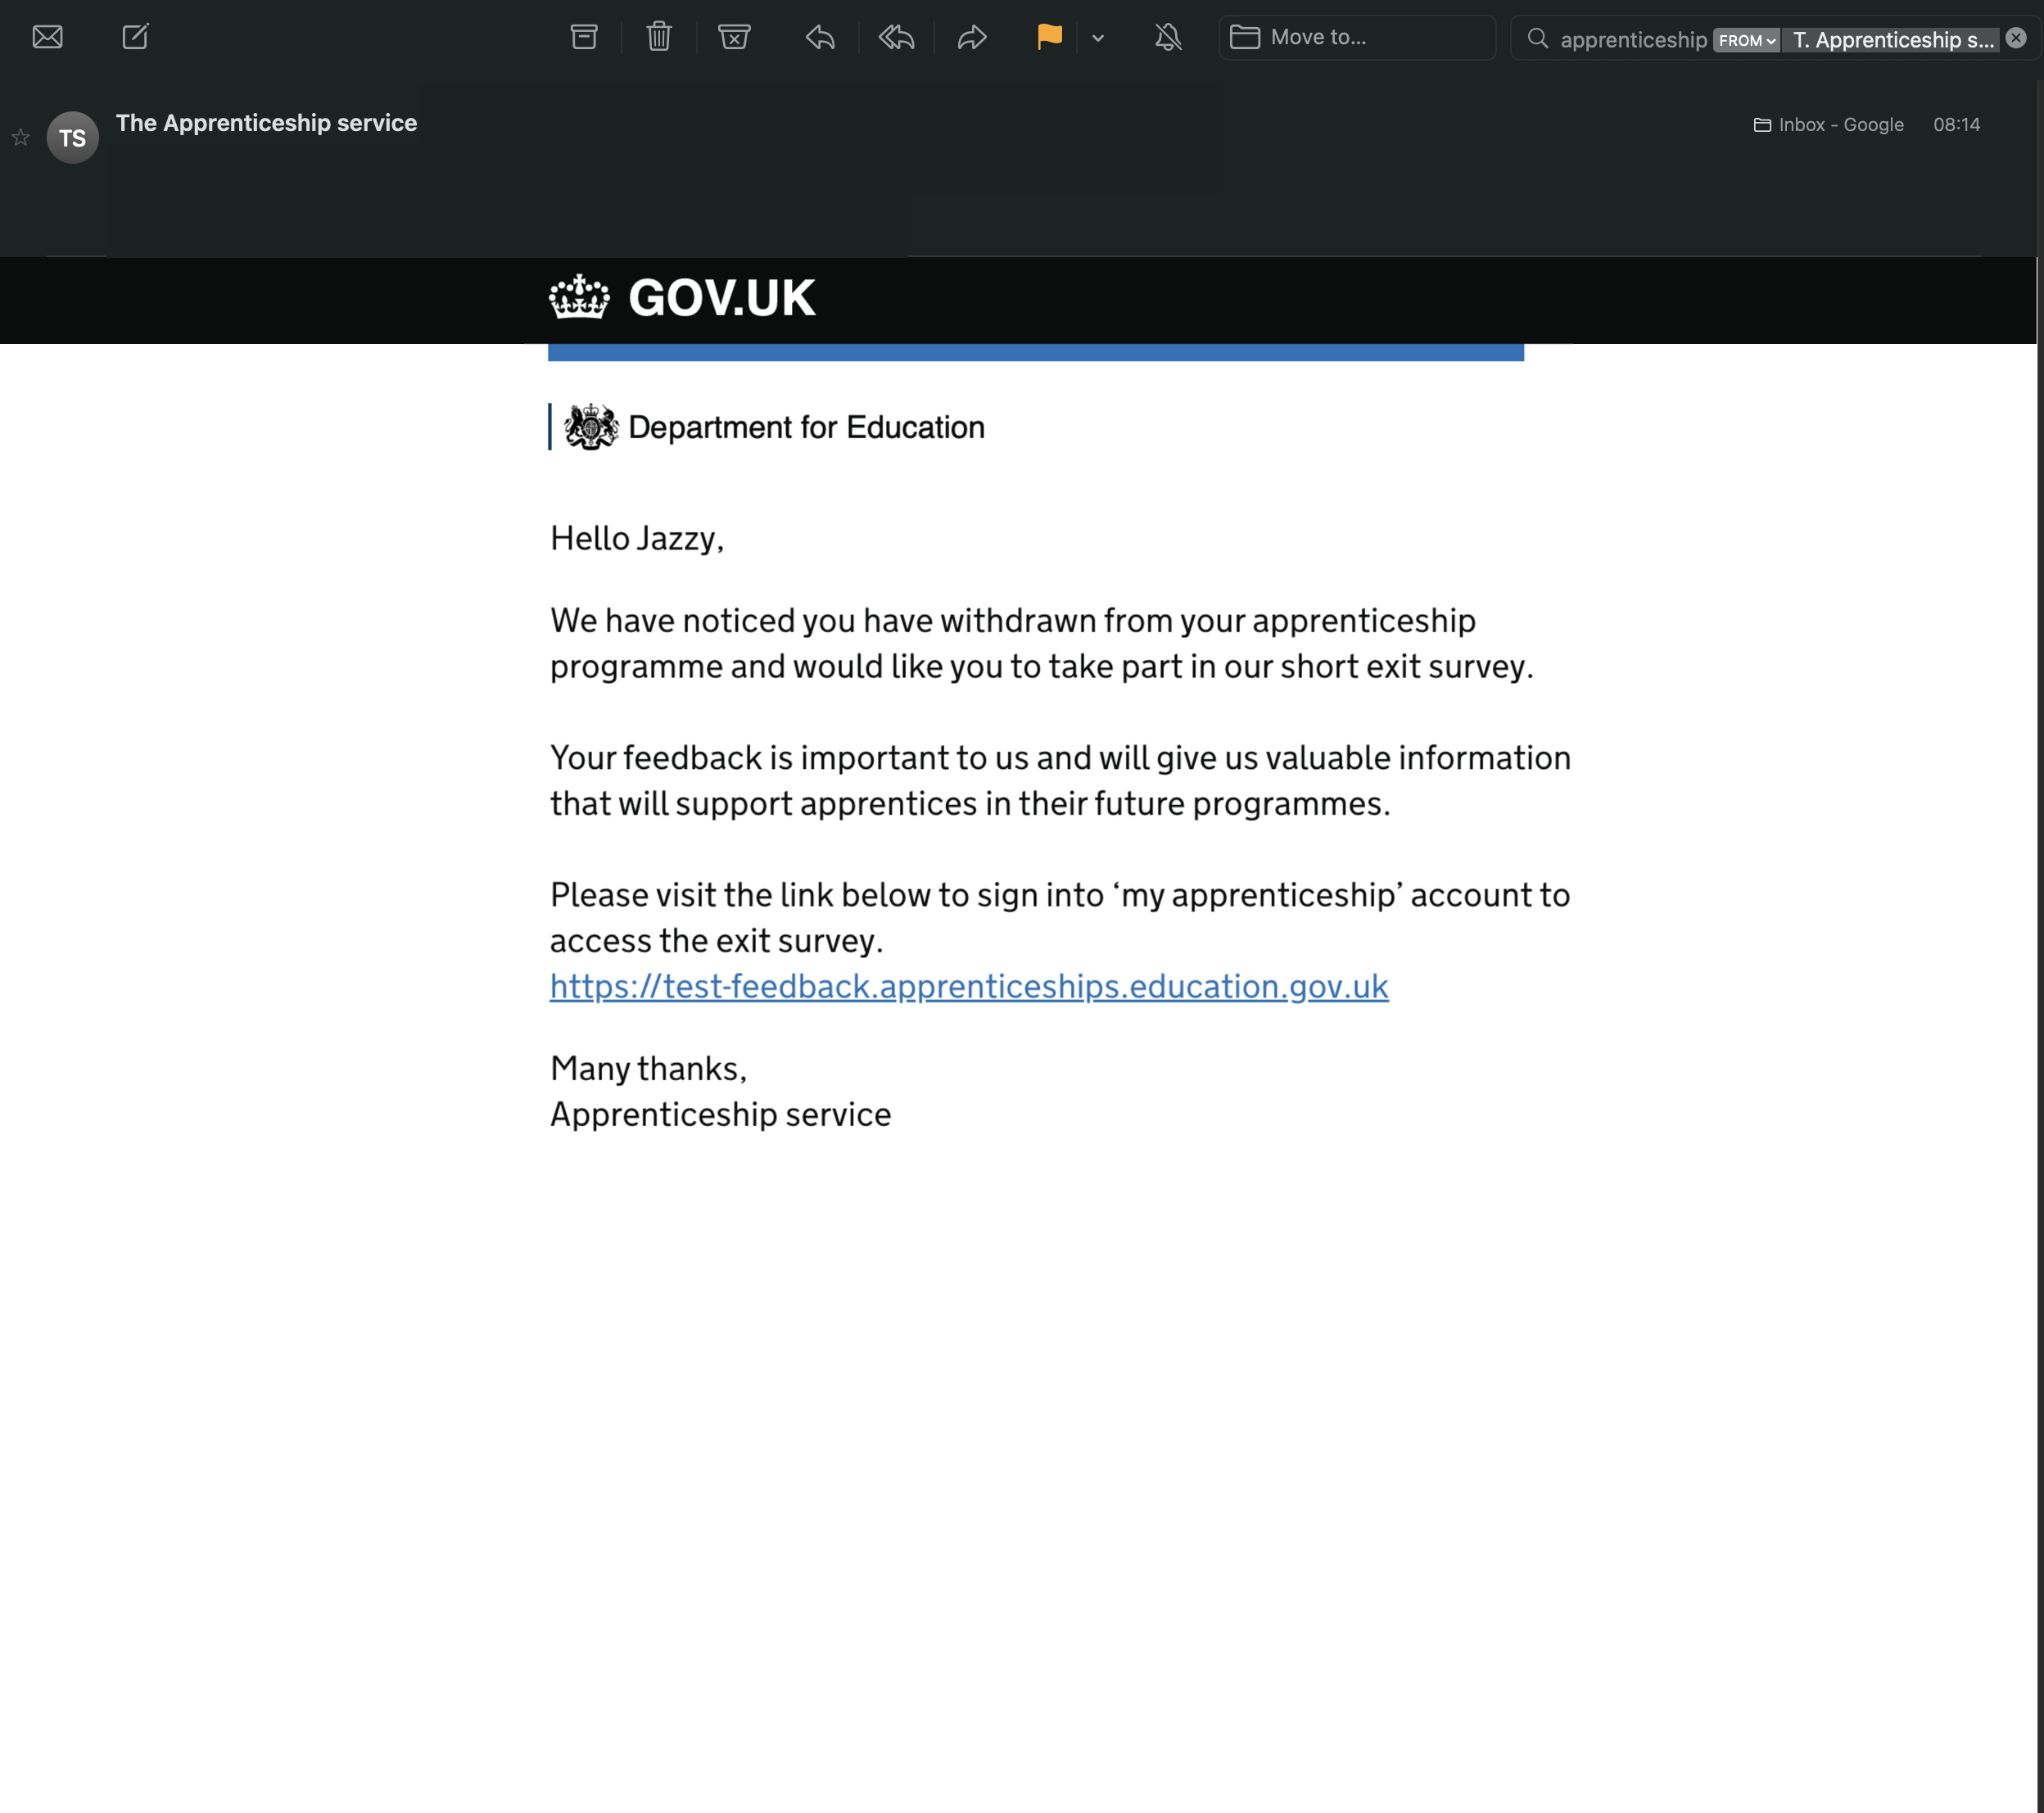 Move to...
apprenticeship FROM T. Apprenticeship s...
TS
The Apprenticeship service
Inbox - Google 08:14
GOV.UK
Department for Education
Hello Jazzy,
We have noticed you have withdrawn from your apprenticeship
programme and would like you to take part in our short exit survey.
Your feedback is important to us and will give us valuable information
that will support apprentices in their future programmes.
Please visit the link below to sign into ‘my apprenticeship’ account to
access the exit survey.
https://test-feedback.apprenticeships.education.gov.uk
Many thanks,
Apprenticeship service